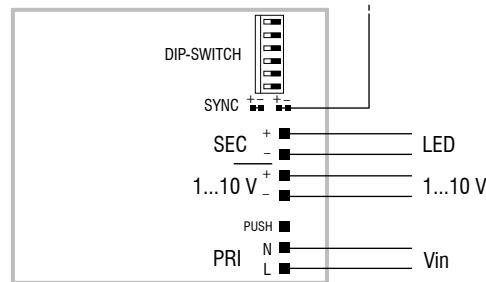 DIP-SWITCH
SYNC + − + −
SEC + − LED
1...10 V + − 1...10 V
PUSH
PRI N L Vin